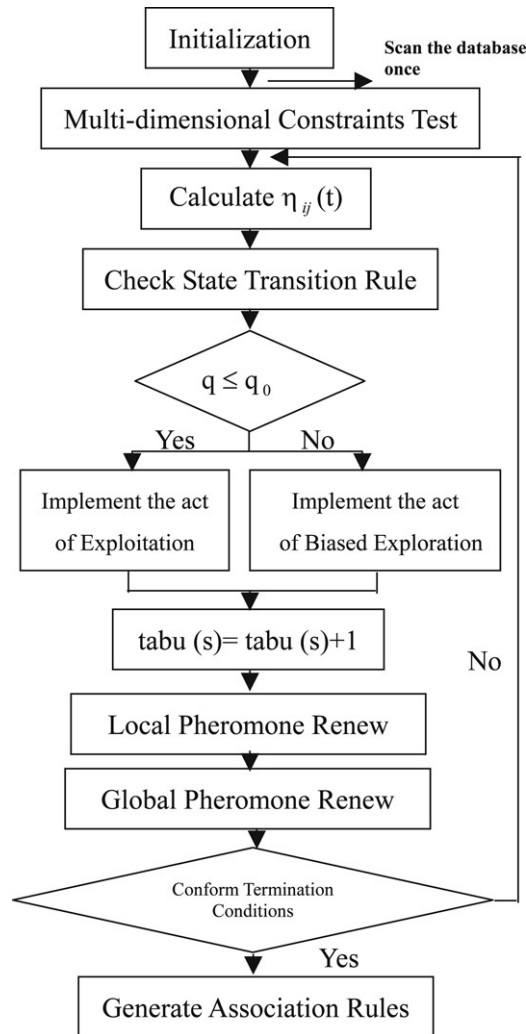 Initialization
Scan the database
once
Multi-dimensional Constraints Test
Calculate η ij (t)
Check State Transition Rule
q ≤ q 0
Yes No
Implement the act
of Exploitation
Implement the act
of Biased Exploration
tabu (s)= tabu (s)+1
No
Local Pheromone Renew
Global Pheromone Renew
Conform Termination
Conditions
Yes
Generate Association Rules